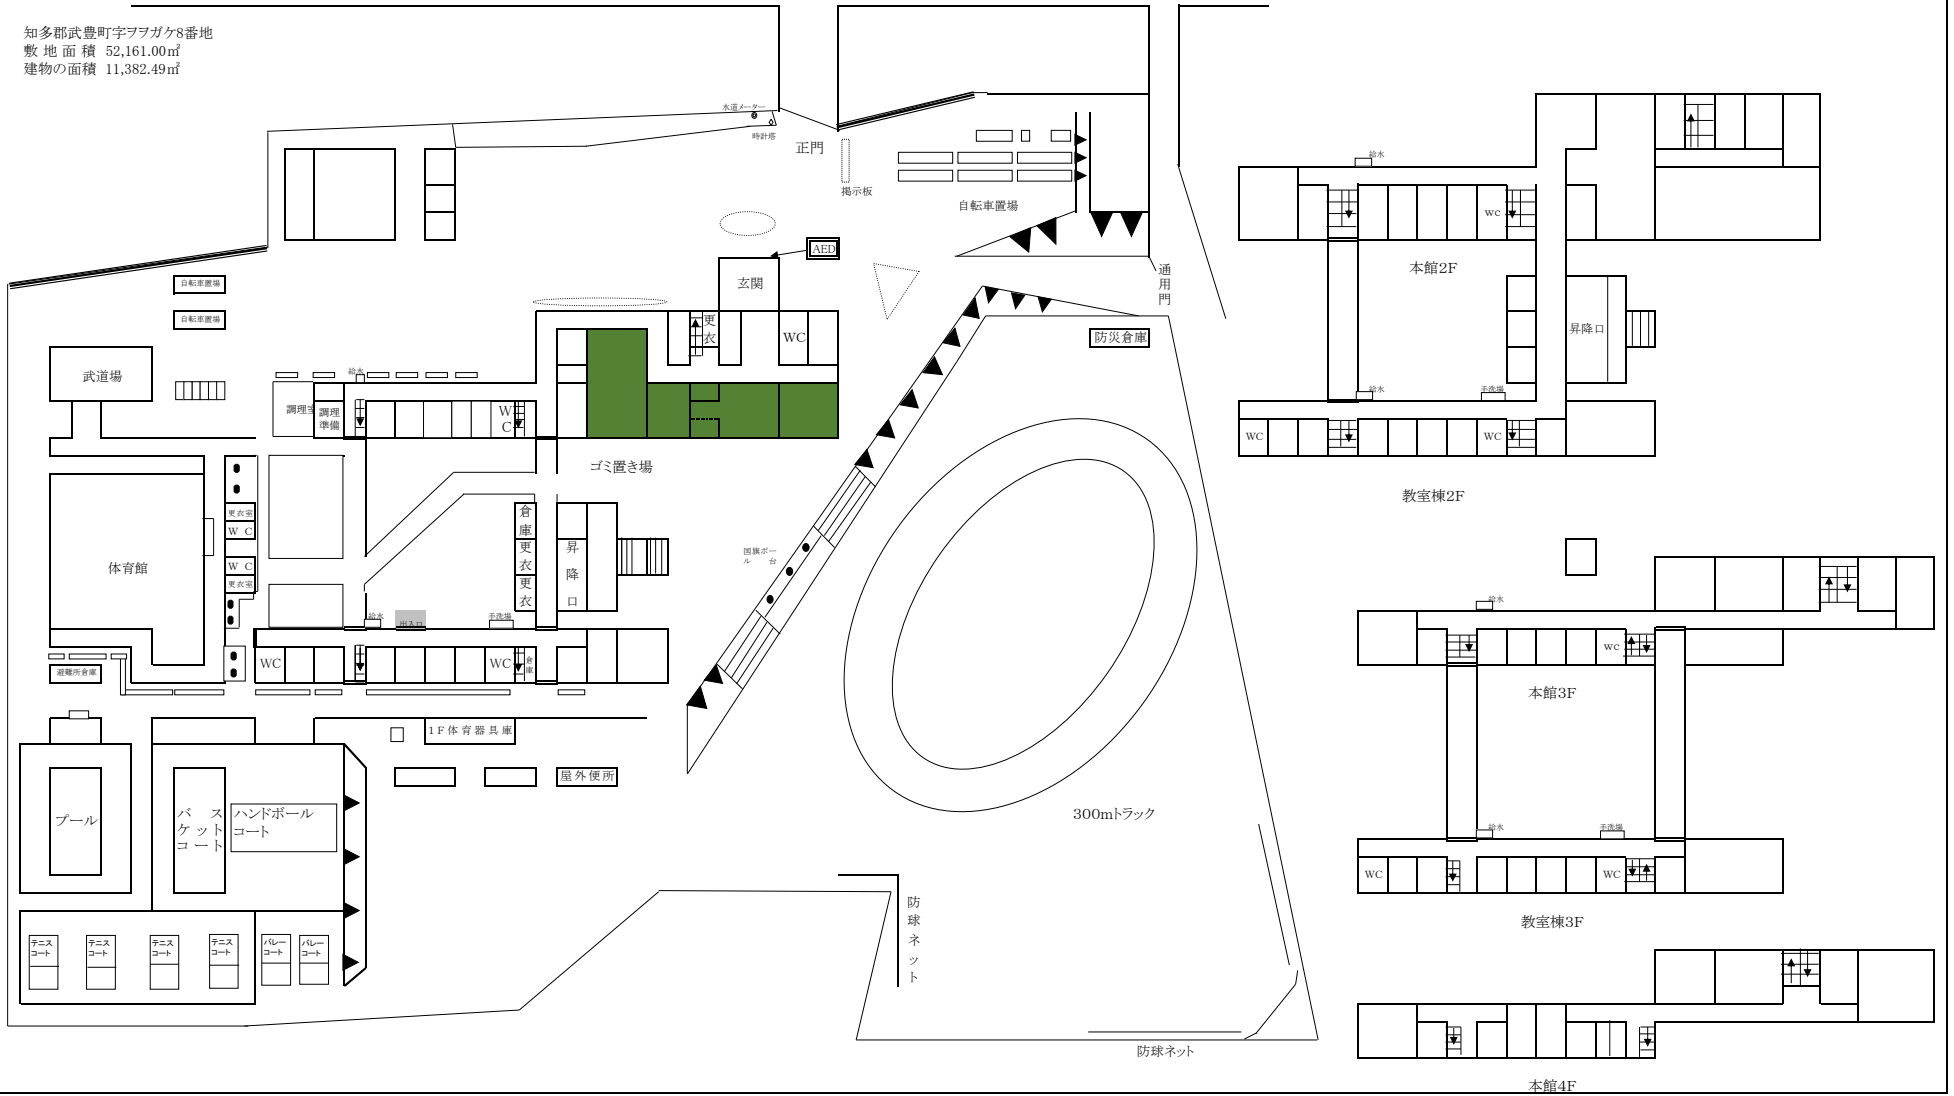 知多郡武豊町字ヲヲガケ8番地
敷地面積 52,161.00㎡
建物の面積 11,382.49㎡
水道メーター
時計塔
正門
掲示板
自転車置場
AED
玄関
通用門
防災倉庫
自転車置場
自転車置場
武道場
給水
調理室
調理準備
WC
更衣
WC
ゴミ置き場
体育館
更衣室
WC
WC
更衣室
倉庫
更衣
更衣
昇降口
国旗ポール台
給水
出入口
手洗場
WC
WC
倉庫
避難所倉庫
1F体育器具庫
屋外便所
プール
バスケットコート
ハンドボールコート
テニスコート
テニスコート
テニスコート
テニスコート
バレーコート
バレーコート
300mトラック
防球ネット
防球ネット
給水
wc
本館2F
昇降口
給水
手洗場
WC
WC
教室棟2F
給水
wc
本館3F
給水
手洗場
WC
WC
教室棟3F
本館4F